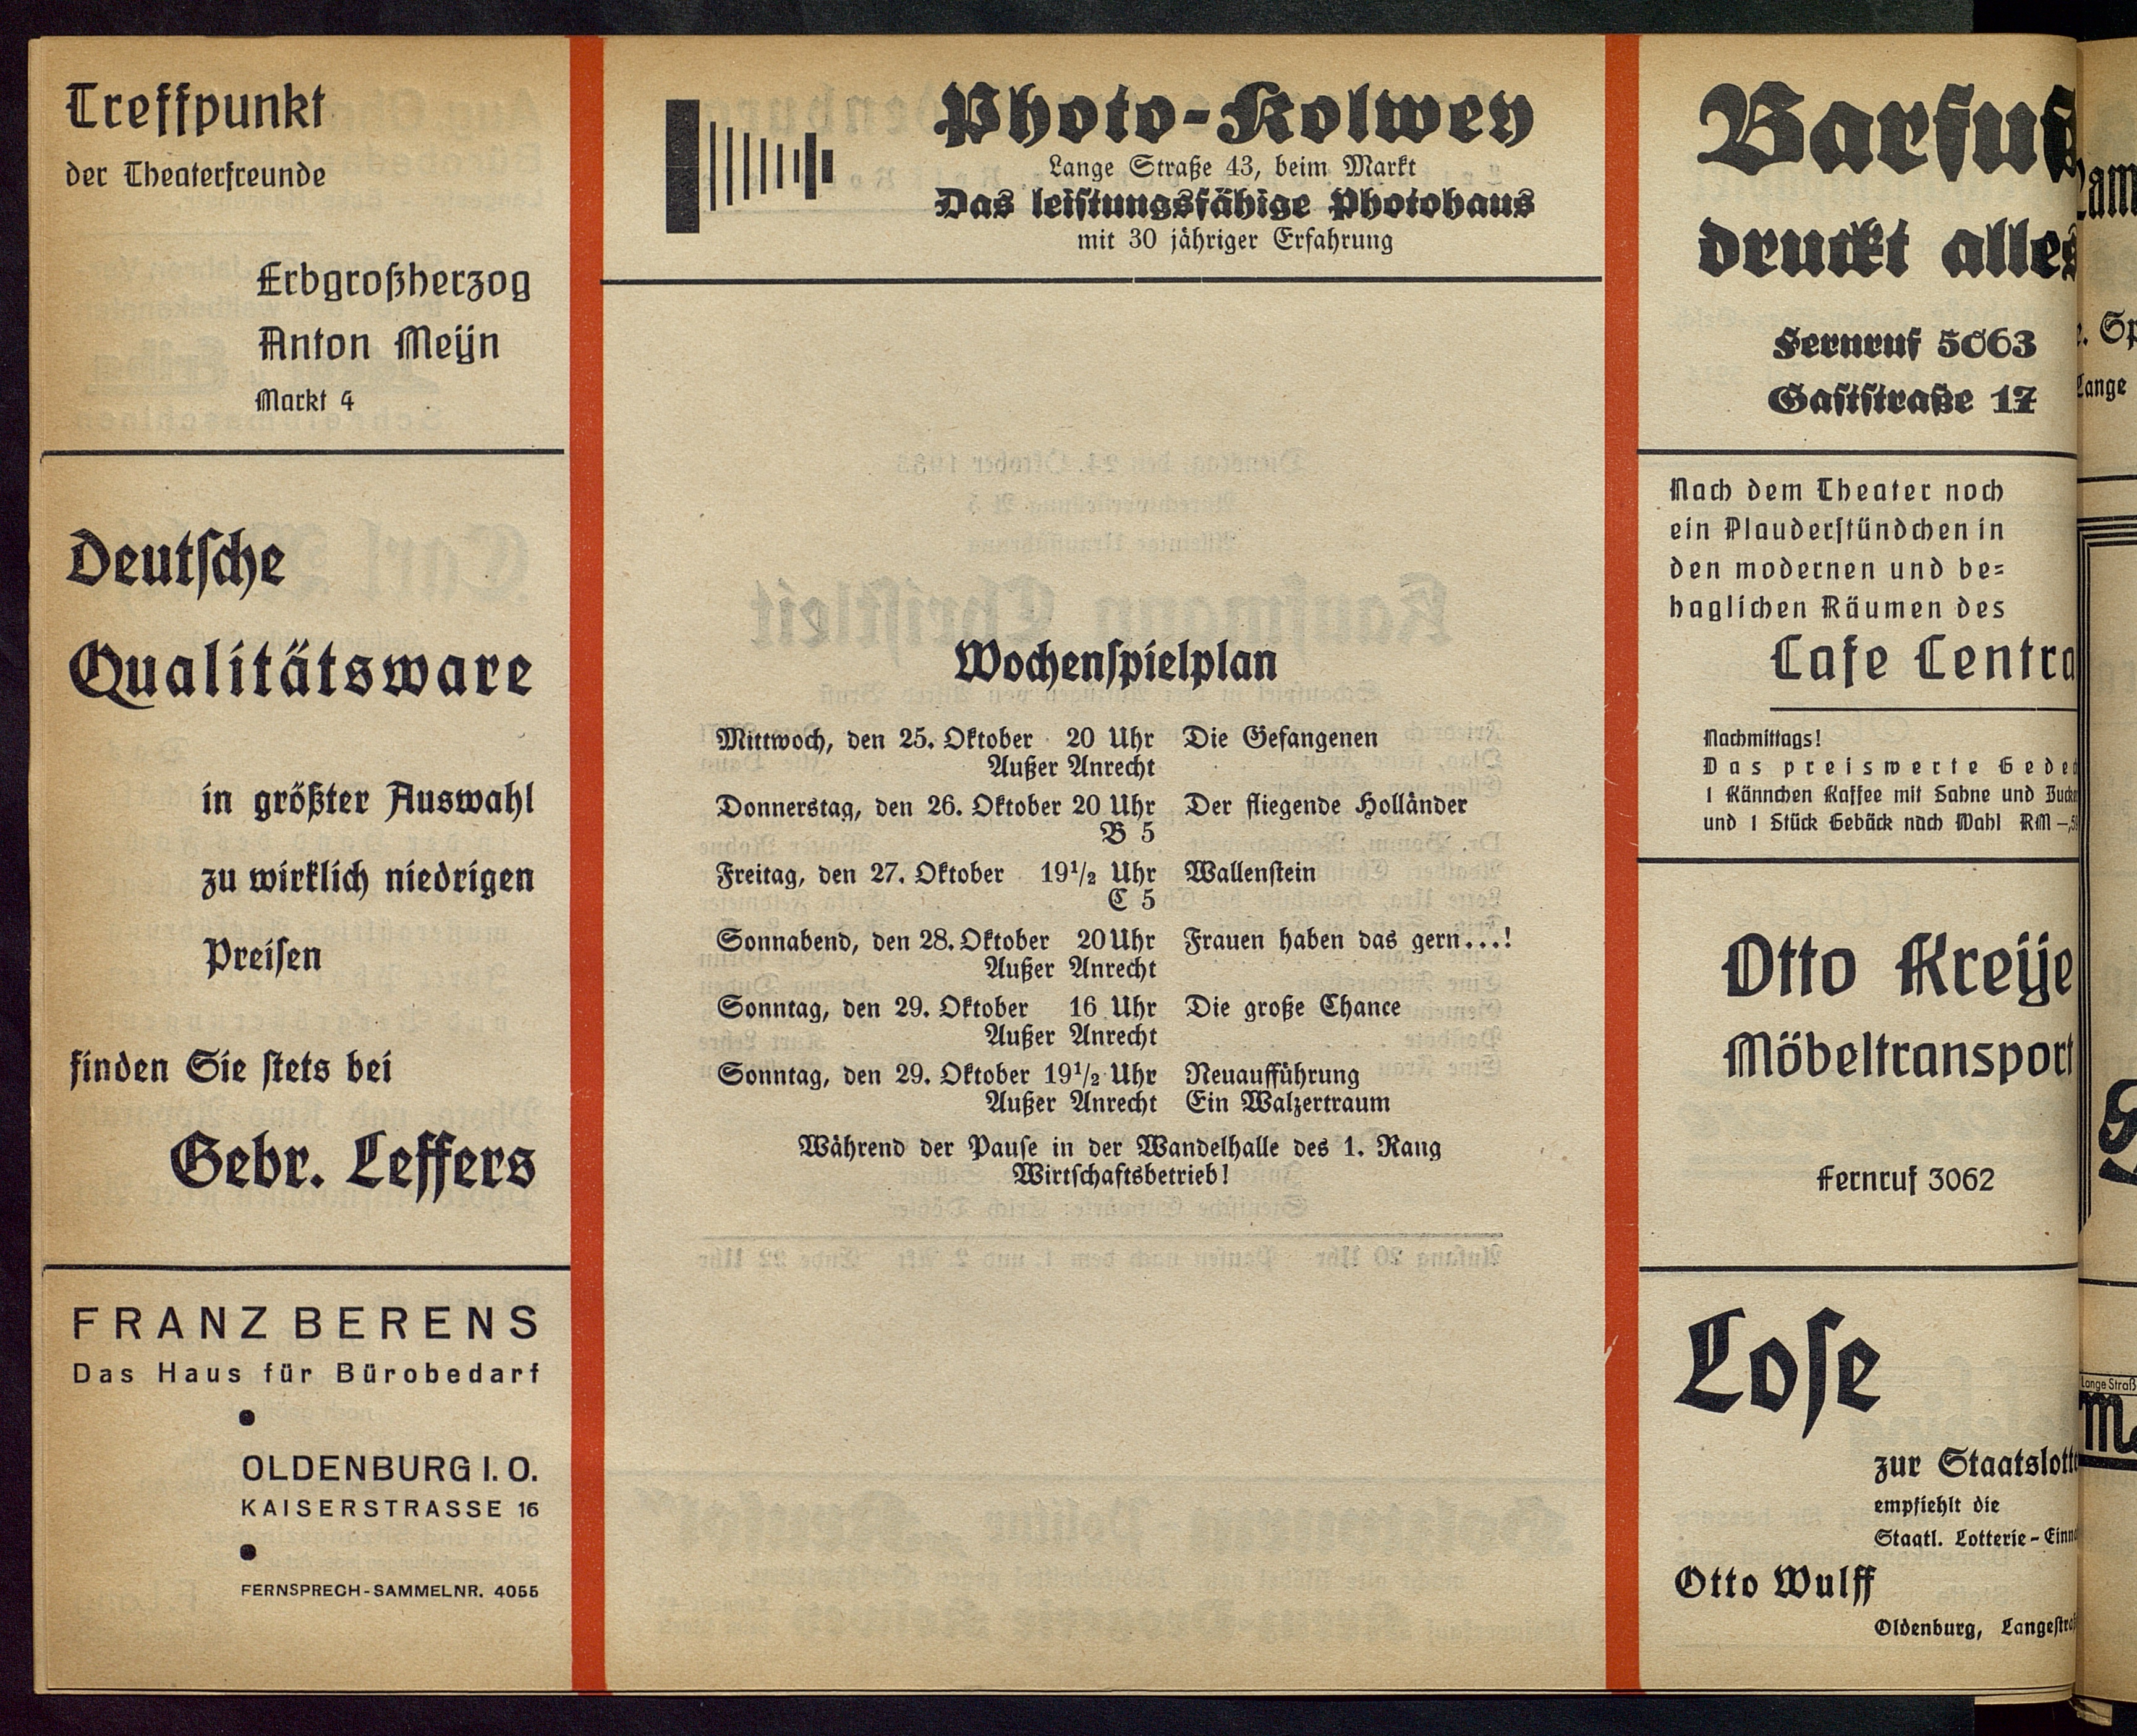 Treffpunkt
der Theaterfreunde
Erbgroßherzog
Anton Meijn
Markt 4
Deutsche
Qualitätsware
in größter Auswahl
zu wirklich niedrigen
Preisen
finden Sie stets bei
Gebr. Leffers
FRANZ BERENS
Das Haus für Bürobedarf
OLDENBURG I. O.
KAISERSTRASSE 16
FERNSPRECH-SAMMELNR. 4055
Photo-Kolwey
Lange Straße 43, beim Markt
Das leistungsfähige Photohaus
mit 30 jähriger Erfahrung
Wochenspielplan
Mittwoch, den 25. Oktober 20 Uhr Die Gefangenen
Außer Anrecht
Donnerstag, den 26. Oktober 20 Uhr Der fliegende Holländer
B 5
Freitag, den 27. Oktober 19½ Uhr Wallenstein
C 5
Sonnabend, den 28. Oktober 20 Uhr Frauen haben das gern...!
Außer Anrecht
Sonntag, den 29. Oktober 16 Uhr Die große Chance
Außer Anrecht
Sonntag, den 29. Oktober 19½ Uhr Neuaufführung
Außer Anrecht Ein Walzertraum
Während der Pause in der Wandelhalle des 1. Rang
Wirtschaftsbetrieb!
Barfuß
druckt alles
Fernruf 5063
Gaststraße 17
Nach dem Theater noch
ein Plauderstündchen in
den modernen und be-
haglichen Räumen des
Cafe Centra
Nachmittags!
Das preiswerte Gede
1 Kännchen Kaffee mit Sahne und Zuck
und 1 Stück Gebäck nach Wahl RM -,5
Otto Kreije
Möbeltransport
Fernruf 3062
Lose
zur Staatslott
empfiehlt die
Staatl. Lotterie-Einn
Otto Wulff
Oldenburg, Langestra
Lange
Lange Straß